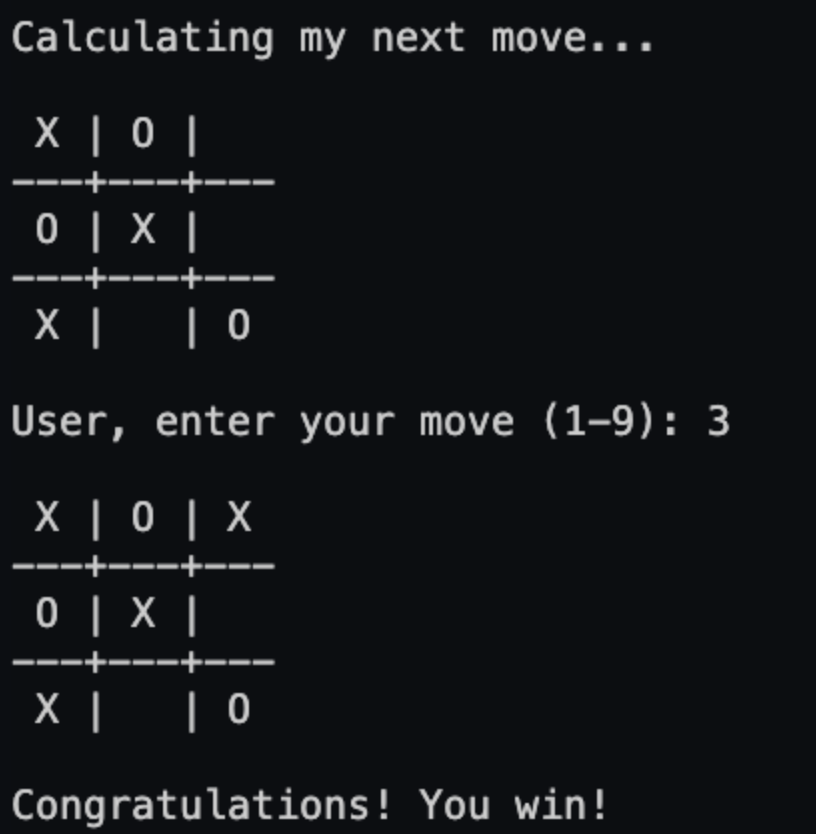 Calculating my next move...
 X | O |
---+---+---
 O | X |
---+---+---
 X |   | O
User, enter your move (1-9): 3
 X | O | X
---+---+---
 O | X |
---+---+---
 X |   | O
Congratulations! You win!